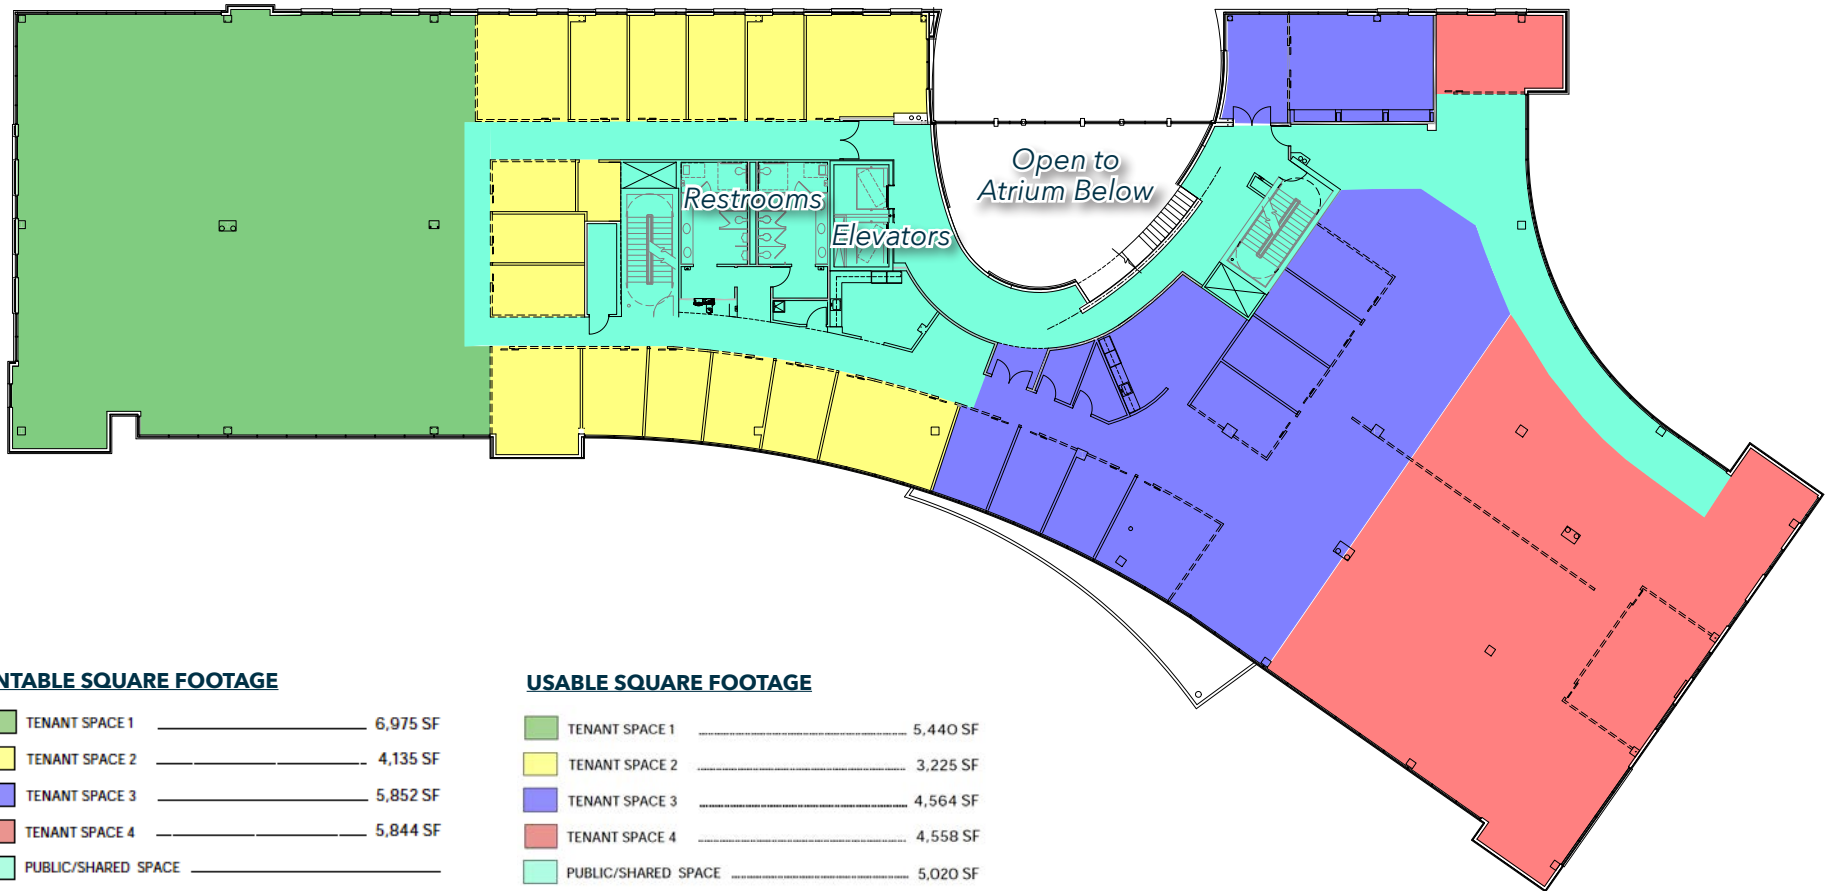 Open to
Atrium Below
Restrooms
Elevators
NTABLE SQUARE FOOTAGE
TENANT SPACE 1 6,975 SF
TENANT SPACE 2 4,135 SF
TENANT SPACE 3 5,852 SF
TENANT SPACE 4 5,844 SF
PUBLIC/SHARED SPACE
USABLE SQUARE FOOTAGE
TENANT SPACE 1 5,440 SF
TENANT SPACE 2 3,225 SF
TENANT SPACE 3 4,564 SF
TENANT SPACE 4 4,558 SF
PUBLIC/SHARED SPACE 5,020 SF